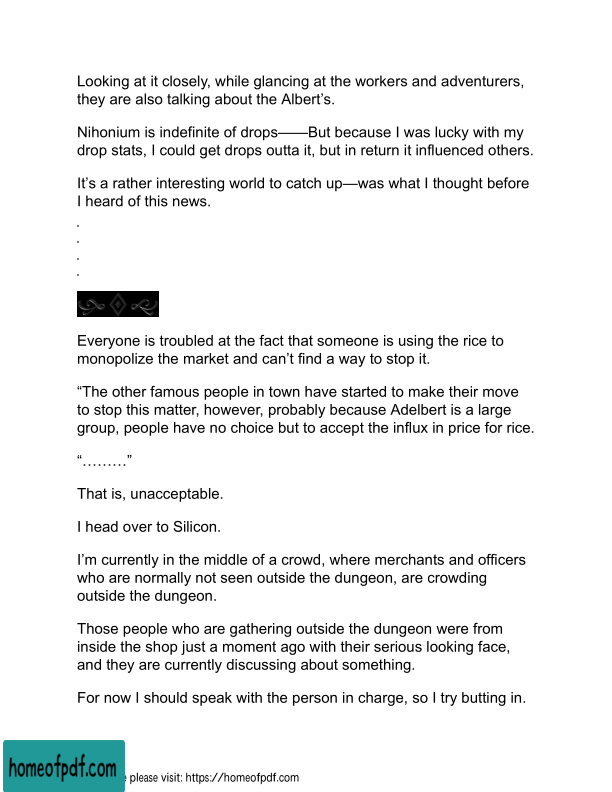 Looking at it closely, while glancing at the workers and adventurers,
they are also talking about the Albert’s.
Nihonium is indefinite of drops——But because I was lucky with my
drop stats, I could get drops outta it, but in return it influenced others.
It’s a rather interesting world to catch up—was what I thought before
I heard of this news.
.
.
.
.
Everyone is troubled at the fact that someone is using the rice to
monopolize the market and can’t find a way to stop it.
“The other famous people in town have started to make their move
to stop this matter, however, probably because Adelbert is a large
group, people have no choice but to accept the influx in price for rice.
“………”
That is, unacceptable.
I head over to Silicon.
I’m currently in the middle of a crowd, where merchants and officers
who are normally not seen outside the dungeon, are crowding
outside the dungeon.
Those people who are gathering outside the dungeon were from
inside the shop just a moment ago with their serious looking face,
and they are currently discussing about something.
For now I should speak with the person in charge, so I try butting in.
homeofpdf.com
please visit: https://homeofpdf.com